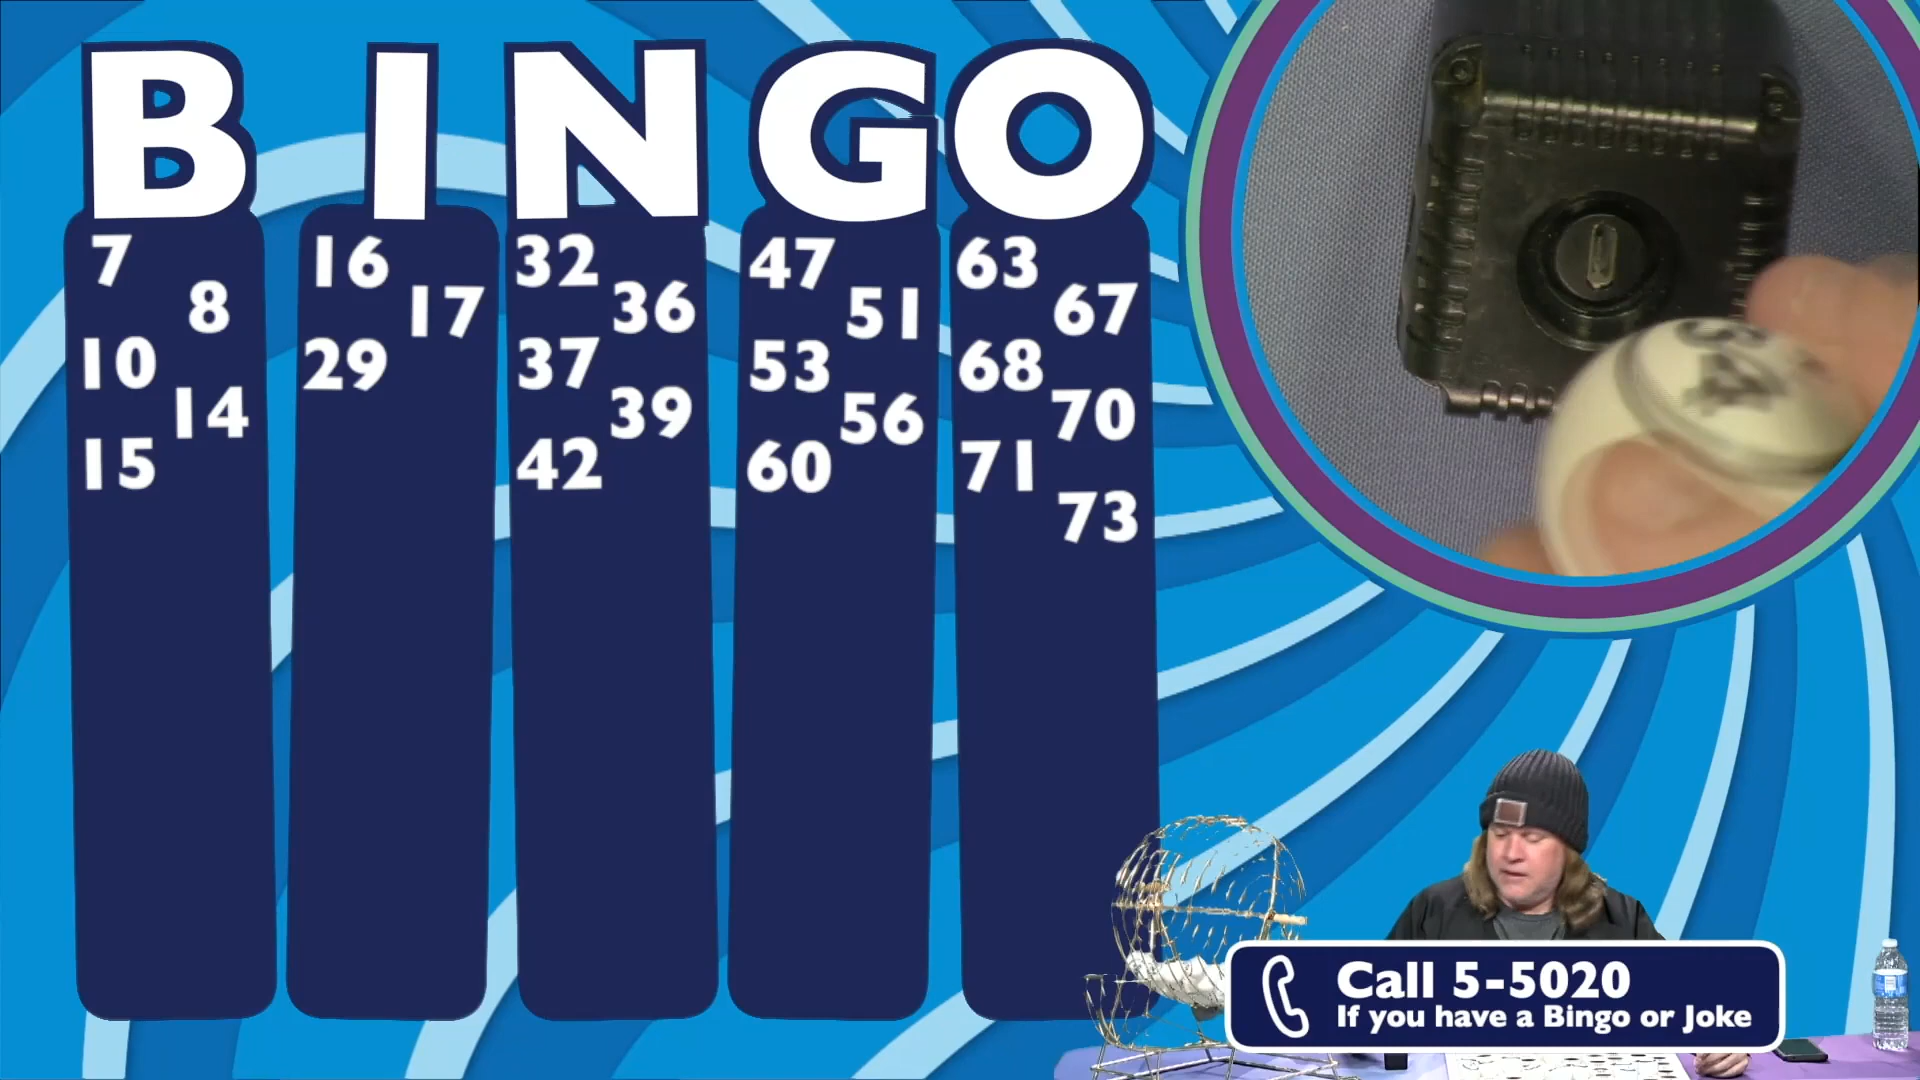 B I N G O
7 16 32 47 63
8 17 36 51 67
10 29 37 53 68
14 39 56 70
15 42 60 71
73
Call 5-5020
If you have a Bingo or Joke